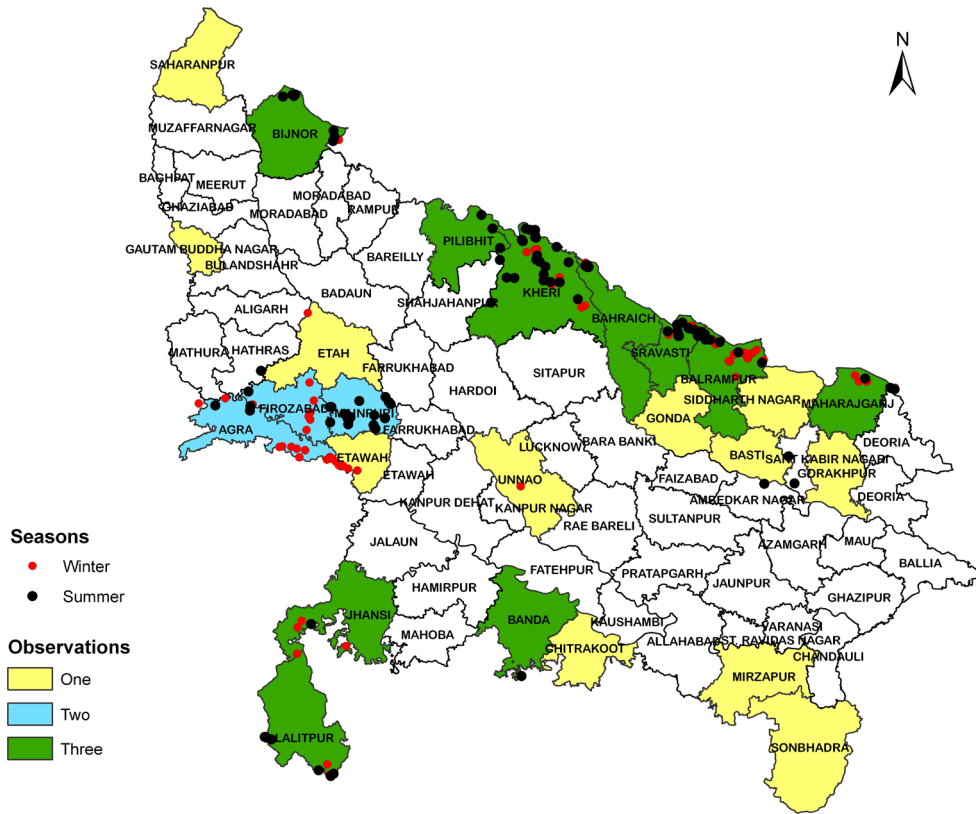 N
SAHARANPUR
MUZAFFARNAGAR
BIJNOR
BAGHPAT
MEERUT
GHAZIABAD
MORADABAD
MORADABAD
RAMPUR
GAUTAM BUDDHA NAGAR
BULANDSHAHR
PILIBHIT
BAREILLY
BADAUN
SHAHJAHANPUR
KHERI
ALIGARH
BAHRAICH
MATHURA
HATHRAS
ETAH
FARRUKHABAD
SRAVASTI
SITAPUR
HARDOI
BALRAMPUR
SIDDHARTH NAGAR
MAHARAJGANJ
AGRA
FIROZABAD
MAINPURI
FARRUKHABAD
GONDA
LUCKNOW
BARA BANKI
DEORIA
ETAWAH
ETAWAH
BASTI
SANT KABIR NAGAR
GORAKHPUR
UNNAO
FAIZABAD
KANPUR DEHAT
KANPUR NAGAR
AMBEDKAR NAGAR
DEORIA
RAE BARELI
SULTANPUR
JALAUN
AZAMGARH
MAU
BALLIA
Seasons
Winter
Summer
HAMIRPUR
FATEHPUR
PRATAPGARH
JAUNPUR
GHAZIPUR
JHANSI
MAHOBA
BANDA
KAUSHAMBI
VARANASI
ALLAHABAD
ST. RAVIDAS NAGAR
CHITRAKOOT
CHANDAULI
MIRZAPUR
Observations
One
Two
Three
LALITPUR
SONBHADRA